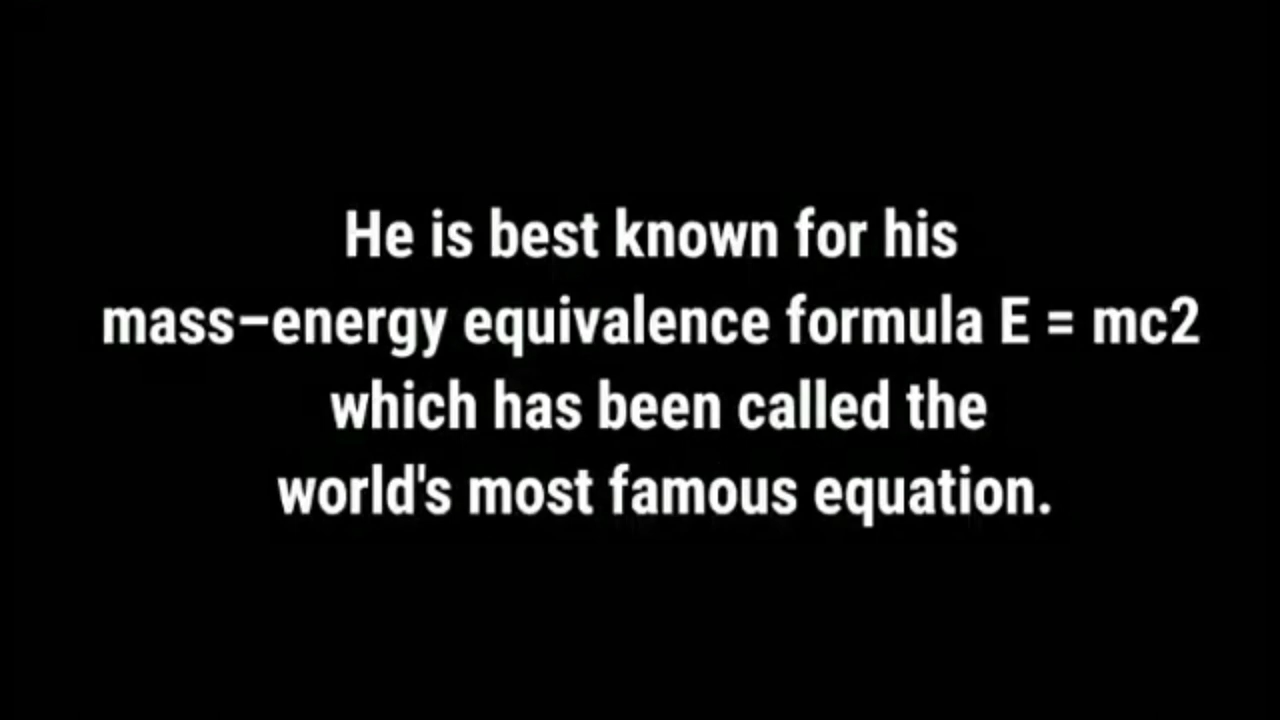 He is best known for his
mass–energy equivalence formula E = mc2
which has been called the
world's most famous equation.